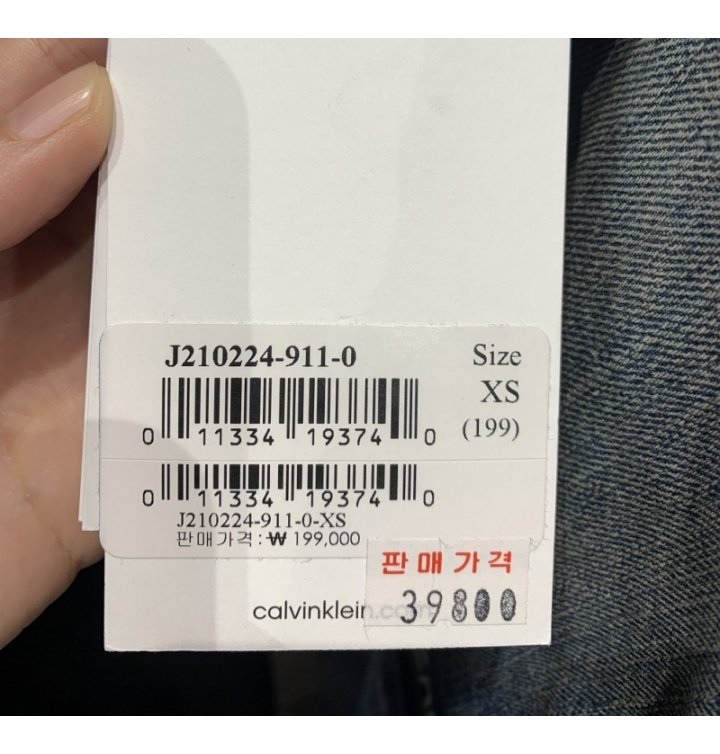 J210224-911-0
Size
XS
(199)
0 11334 19374 0
0 11334 19374 0
J210224-911-0-XS
판매가격 : ₩ 199,000
판매가격
39800
calvinklein